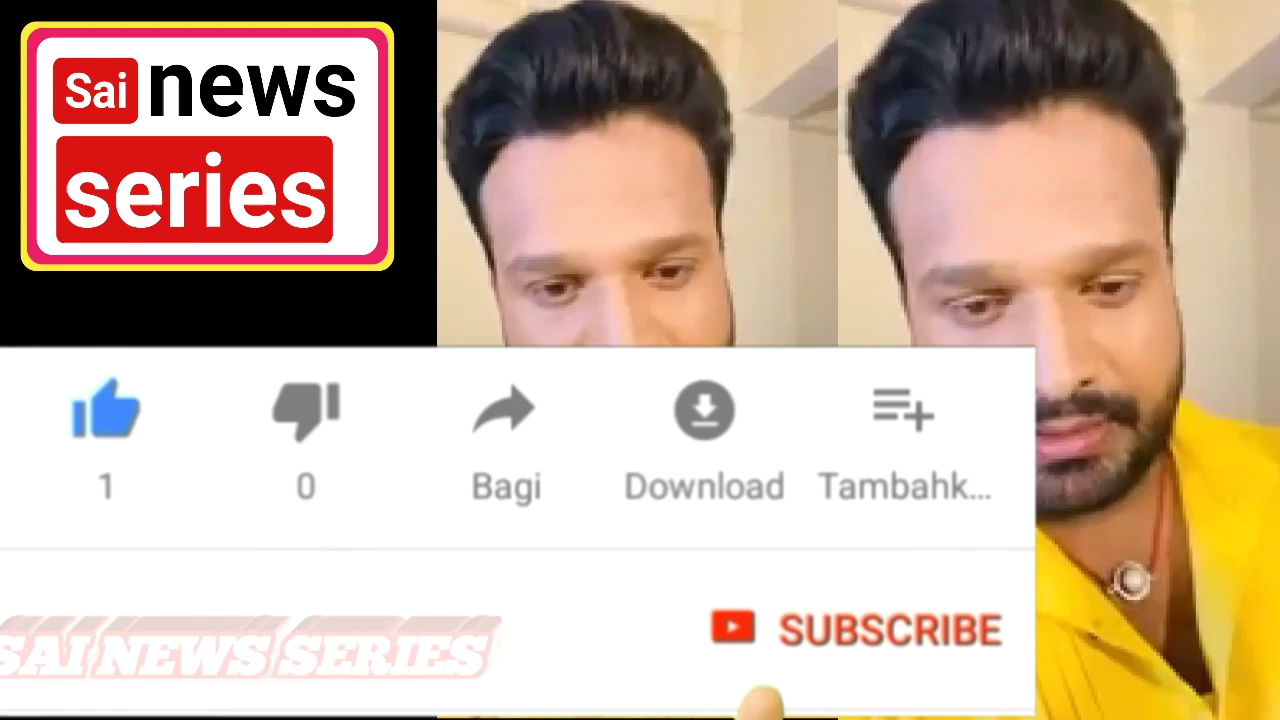 Sai news
series
1
0
Bagi
Download
Tambahk...
SUBSCRIBE
SAI NEWS SERIES